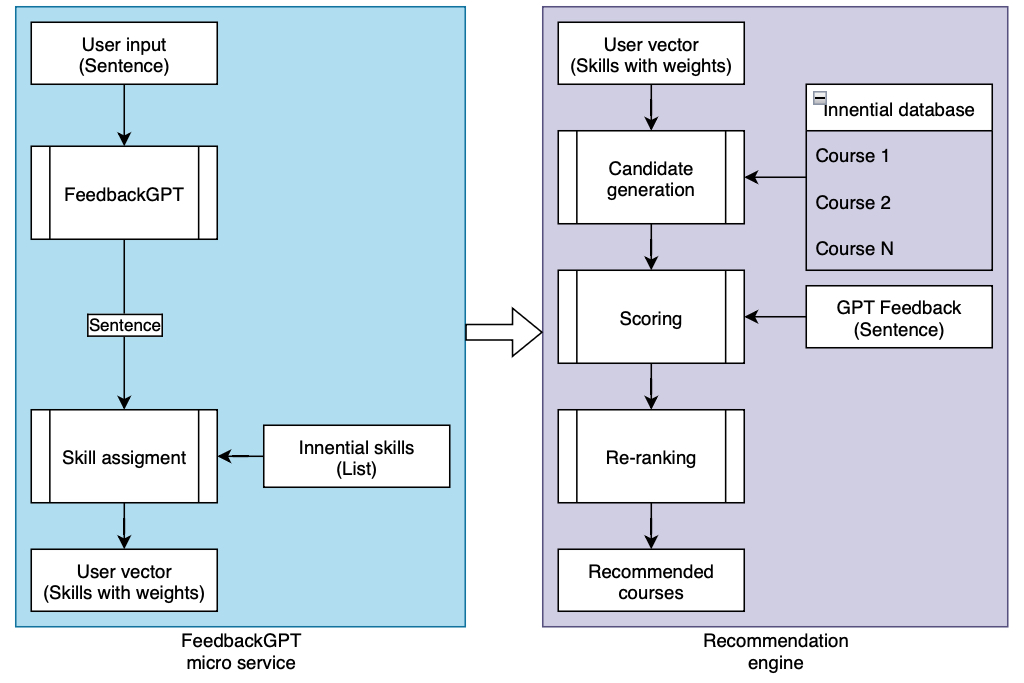 User input
(Sentence)
FeedbackGPT
Sentence
Skill assigment
Innential skills
(List)
User vector
(Skills with weights)
FeedbackGPT
micro service
User vector
(Skills with weights)
Innential database
Course 1
Course 2
Course N
Candidate
generation
Scoring
GPT Feedback
(Sentence)
Re-ranking
Recommended
courses
Recommendation
engine